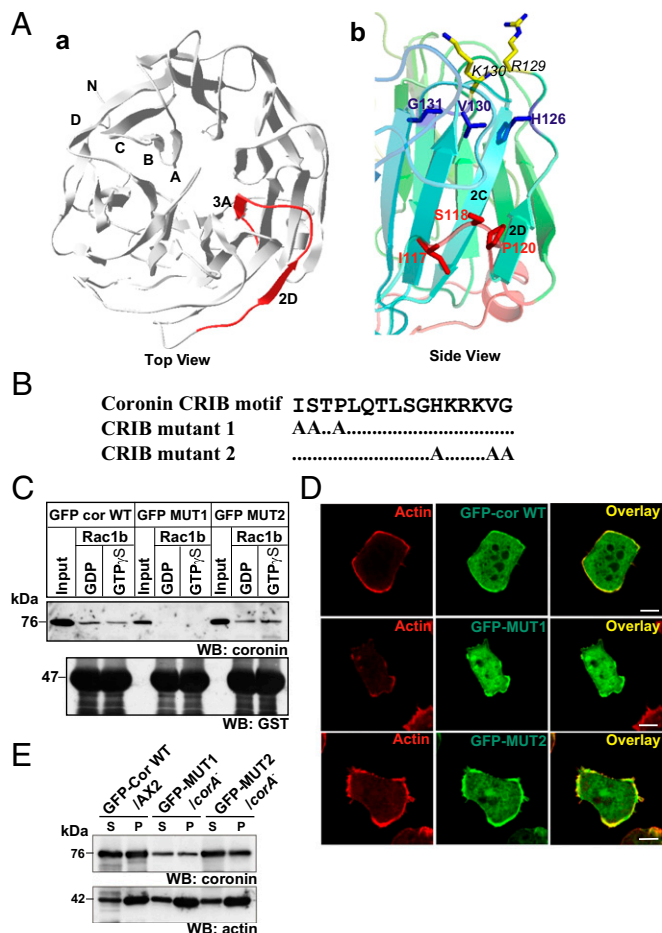 A
a
N
D
C
B
A
3A
2D
Top View
b
K130
R129
G131
V130
H126
2C
S118
2D
P120
I117
Side View
B
Coronin CRIB motif ISTPLQTLSGHKRKVG
CRIB mutant 1 AA..A...........................
CRIB mutant 2 ..........................A........AA
C
GFP cor WT GFP MUT1 GFP MUT2
Input Rac1b Input Rac1b Input Rac1b
GDP GTPγS GDP GTPγS GDP GTPγS
kDa
76
WB: coronin
47
WB: GST
D
Actin GFP-cor WT Overlay
Actin GFP-MUT1 Overlay
Actin GFP-MUT2 Overlay
E
GFP-Cor WT /AX2
GFP-MUT1 /corA⁻
GFP-MUT2 /corA⁻
kDa
S P S P S P
76
WB: coronin
42
WB: actin